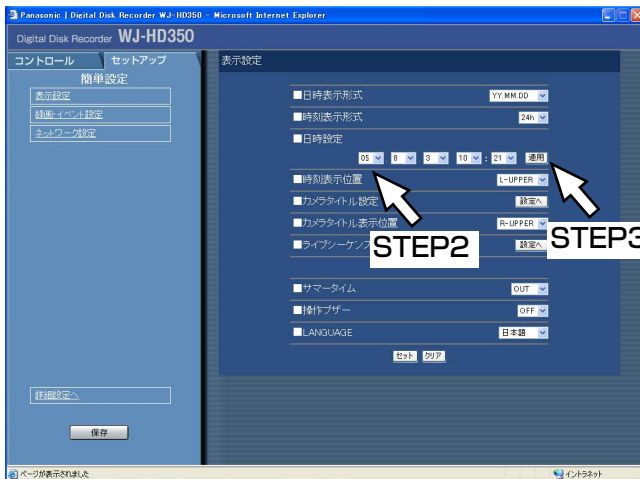 Panasonic | Digital Disk Recorder WJ-HD350 - Microsoft Internet Explorer
Digital Disk Recorder WJ-HD350
コントロール セットアップ 表示設定
簡単設定
表示設定
録画・イベント設定
ネットワーク設定
■日時表示形式 YY.MM.DD
■時刻表示形式 24h
■日時設定
05 8 3 10 : 21 適用
■時刻表示位置 L-UPPER
■カメラタイトル設定 設定へ
■カメラタイトル表示位置 R-UPPER
■ライブシーケンス 設定へ
STEP2 STEP3
■サマータイム OUT
■操作ブザー OFF
■LANGUAGE 日本語
セット クリア
詳細設定へ
保存
ページが表示されました イントラネット